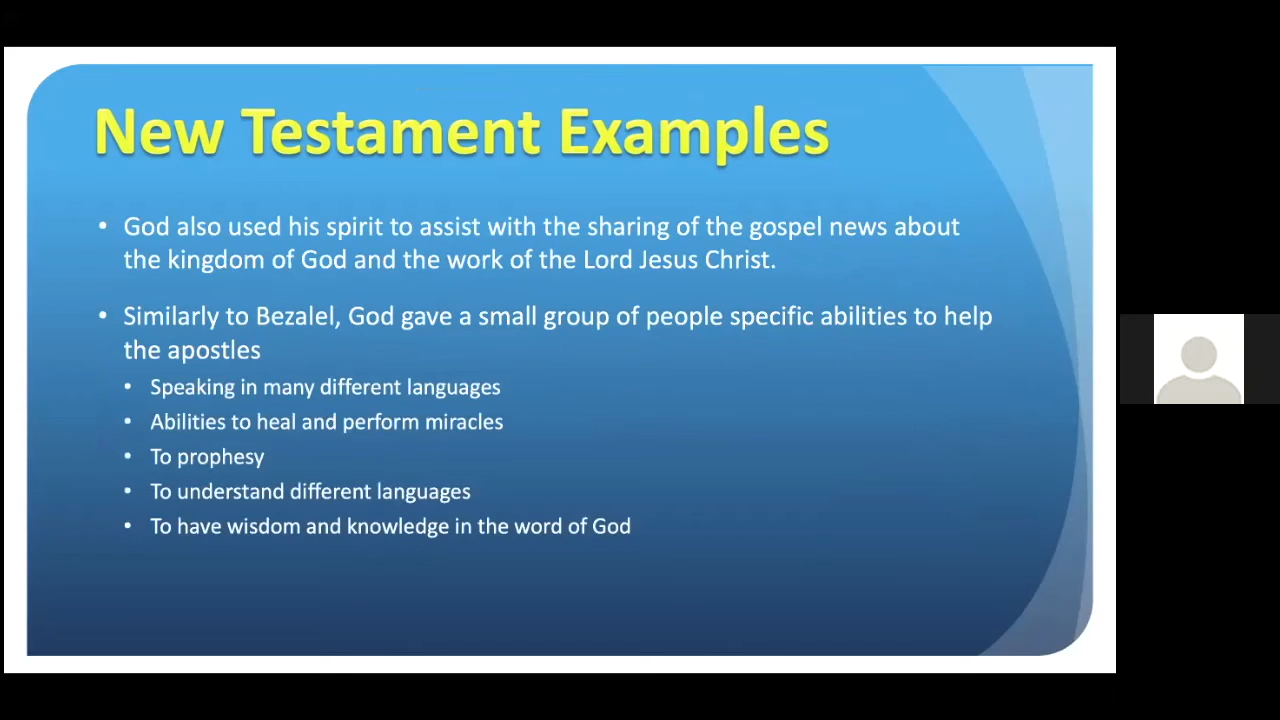 New Testament Examples
• God also used his spirit to assist with the sharing of the gospel news about
the kingdom of God and the work of the Lord Jesus Christ.
• Similarly to Bezalel, God gave a small group of people specific abilities to help
the apostles
• Speaking in many different languages
• Abilities to heal and perform miracles
• To prophesy
• To understand different languages
• To have wisdom and knowledge in the word of God